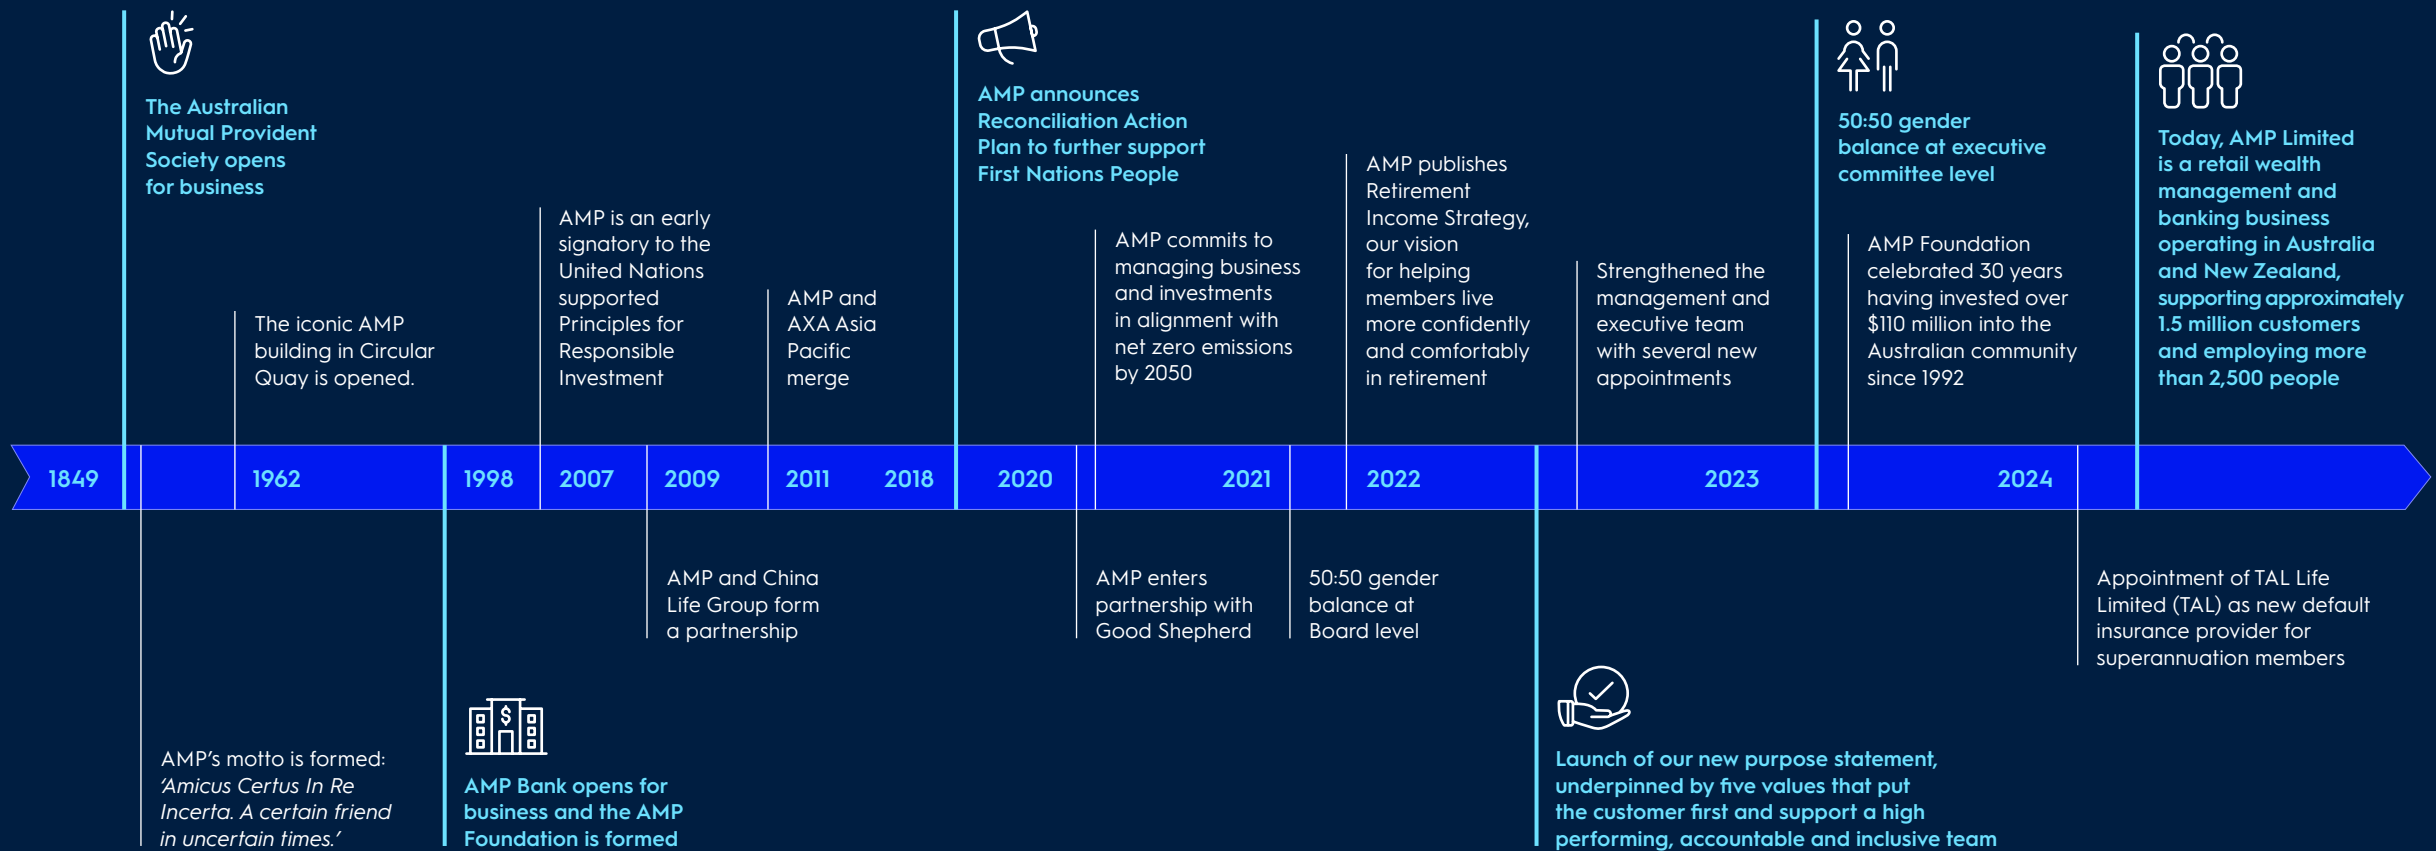 The Australian
Mutual Provident
Society opens
for business
The iconic AMP
building in Circular
Quay is opened.
AMP is an early
signatory to the
United Nations
supported
Principles for
Responsible
Investment
AMP and
AXA Asia
Pacific
merge
AMP announces
Reconciliation Action
Plan to further support
First Nations People
AMP commits to
managing business
and investments
in alignment with
net zero emissions
by 2050
AMP publishes
Retirement
Income Strategy,
our vision
for helping
members live
more confidently
and comfortably
in retirement
Strengthened the
management and
executive team
with several new
appointments
50:50 gender
balance at executive
committee level
AMP Foundation
celebrated 30 years
having invested over
$110 million into the
Australian community
since 1992
Today, AMP Limited
is a retail wealth
management and
banking business
operating in Australia
and New Zealand,
supporting approximately
1.5 million customers
and employing more
than 2,500 people
1849 1962 1998 2007 2009 2011 2018 2020 2021 2022 2023 2024
AMP's motto is formed:
'Amicus Certus In Re
Incerta. A certain friend
in uncertain times.'
$
AMP Bank opens for
business and the AMP
Foundation is formed
AMP and China
Life Group form
a partnership
AMP enters
partnership with
Good Shepherd
50:50 gender
balance at
Board level
Launch of our new purpose statement,
underpinned by five values that put
the customer first and support a high
performing, accountable and inclusive team
Appointment of TAL Life
Limited (TAL) as new default
insurance provider for
superannuation members